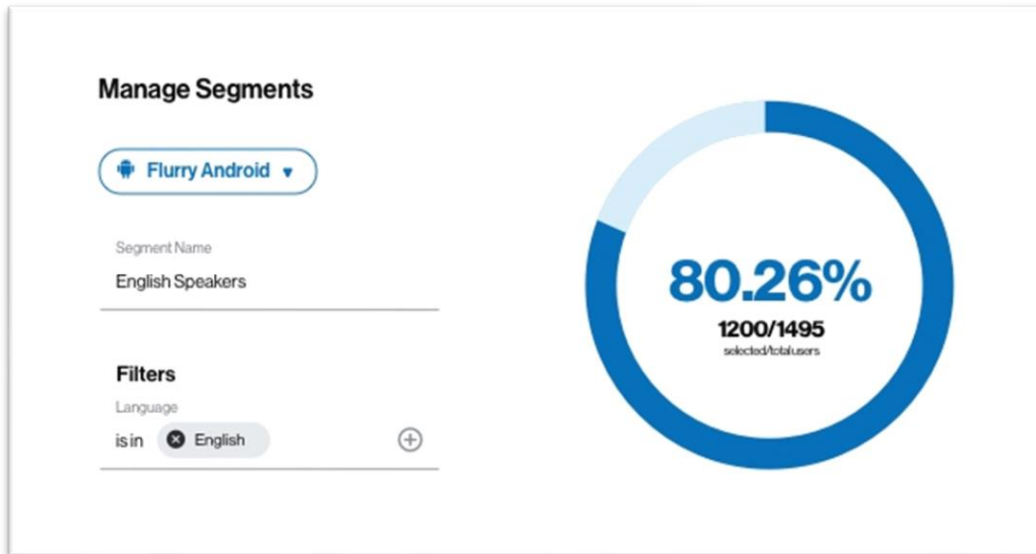 Manage Segments
Flurry Android
Segment Name
English Speakers
Filters
Language
is in English
80.26%
1200/1495
selected/total users